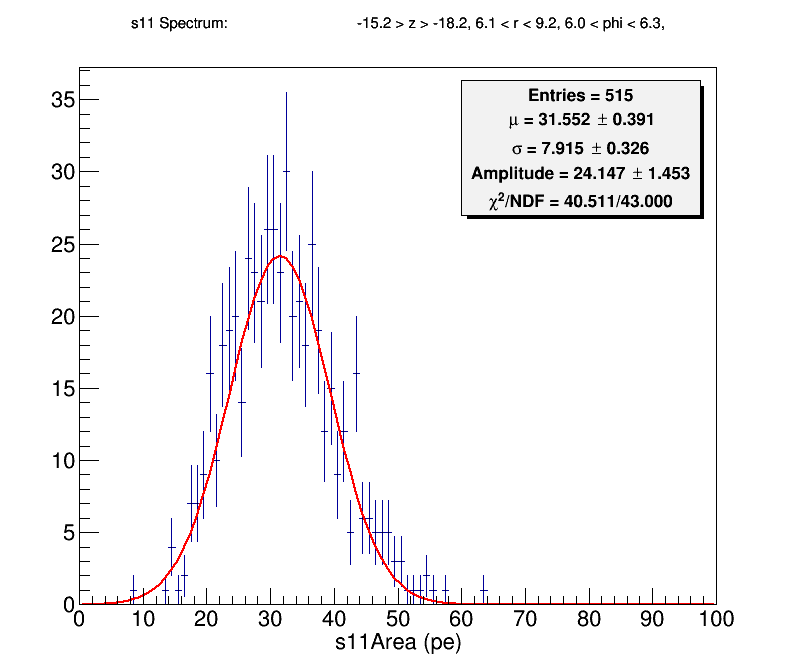 s11 Spectrum: -15.2 > z > -18.2, 6.1 < r < 9.2, 6.0 < phi < 6.3,
Entries = 515
μ = 31.552 ± 0.391
σ = 7.915 ± 0.326
Amplitude = 24.147 ± 1.453
χ²/NDF = 40.511/43.000
35
30
25
20
15
10
5
0
0 10 20 30 40 50 60 70 80 90 100
s11Area (pe)